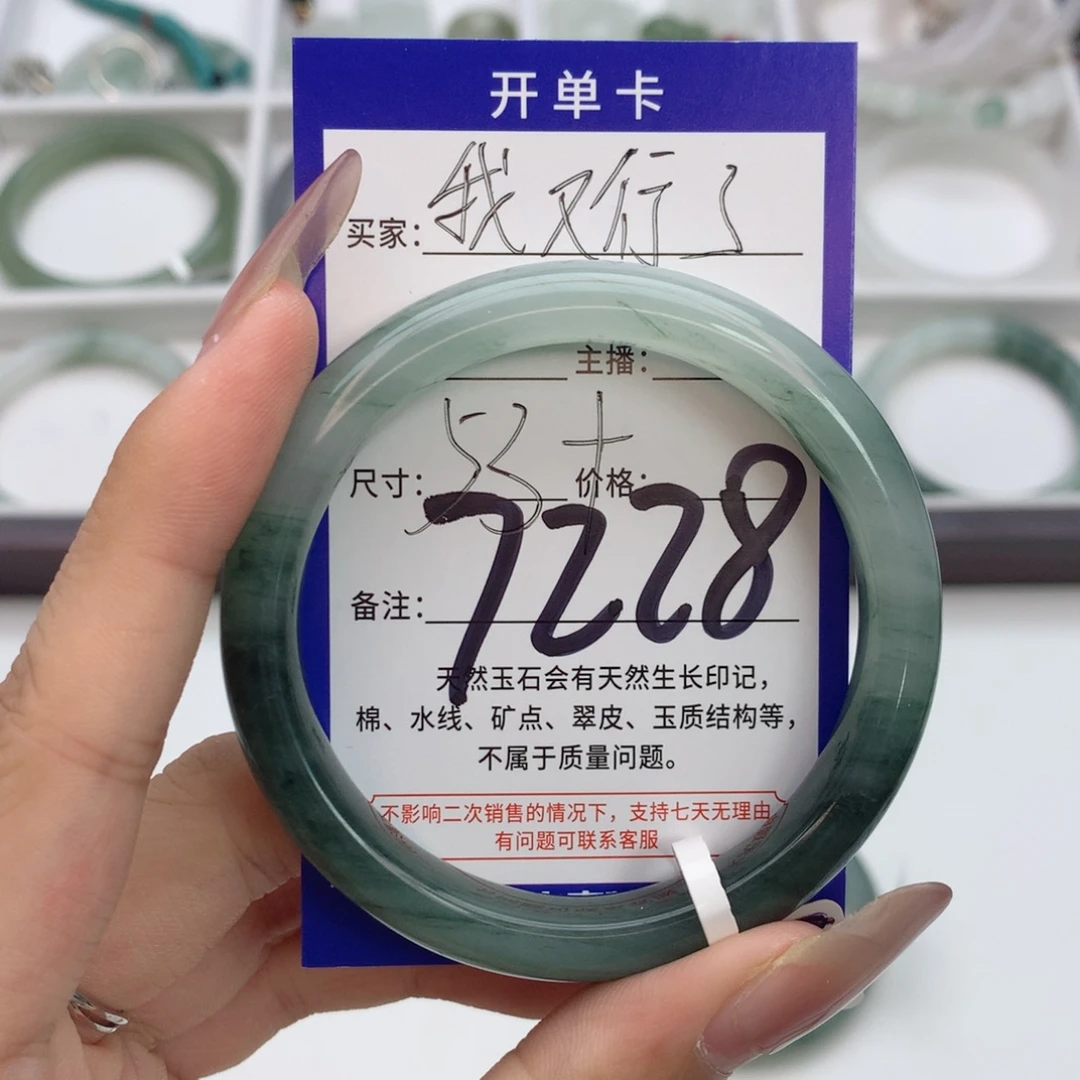 开单卡
买家：我又行了
主播：
尺寸： 价格：
7228
备注：
天然玉石会有天然生长印记，
棉、水线、矿点、翠皮、玉质结构等，
不属于质量问题。
不影响二次销售的情况下，支持七天无理由
有问题可联系客服